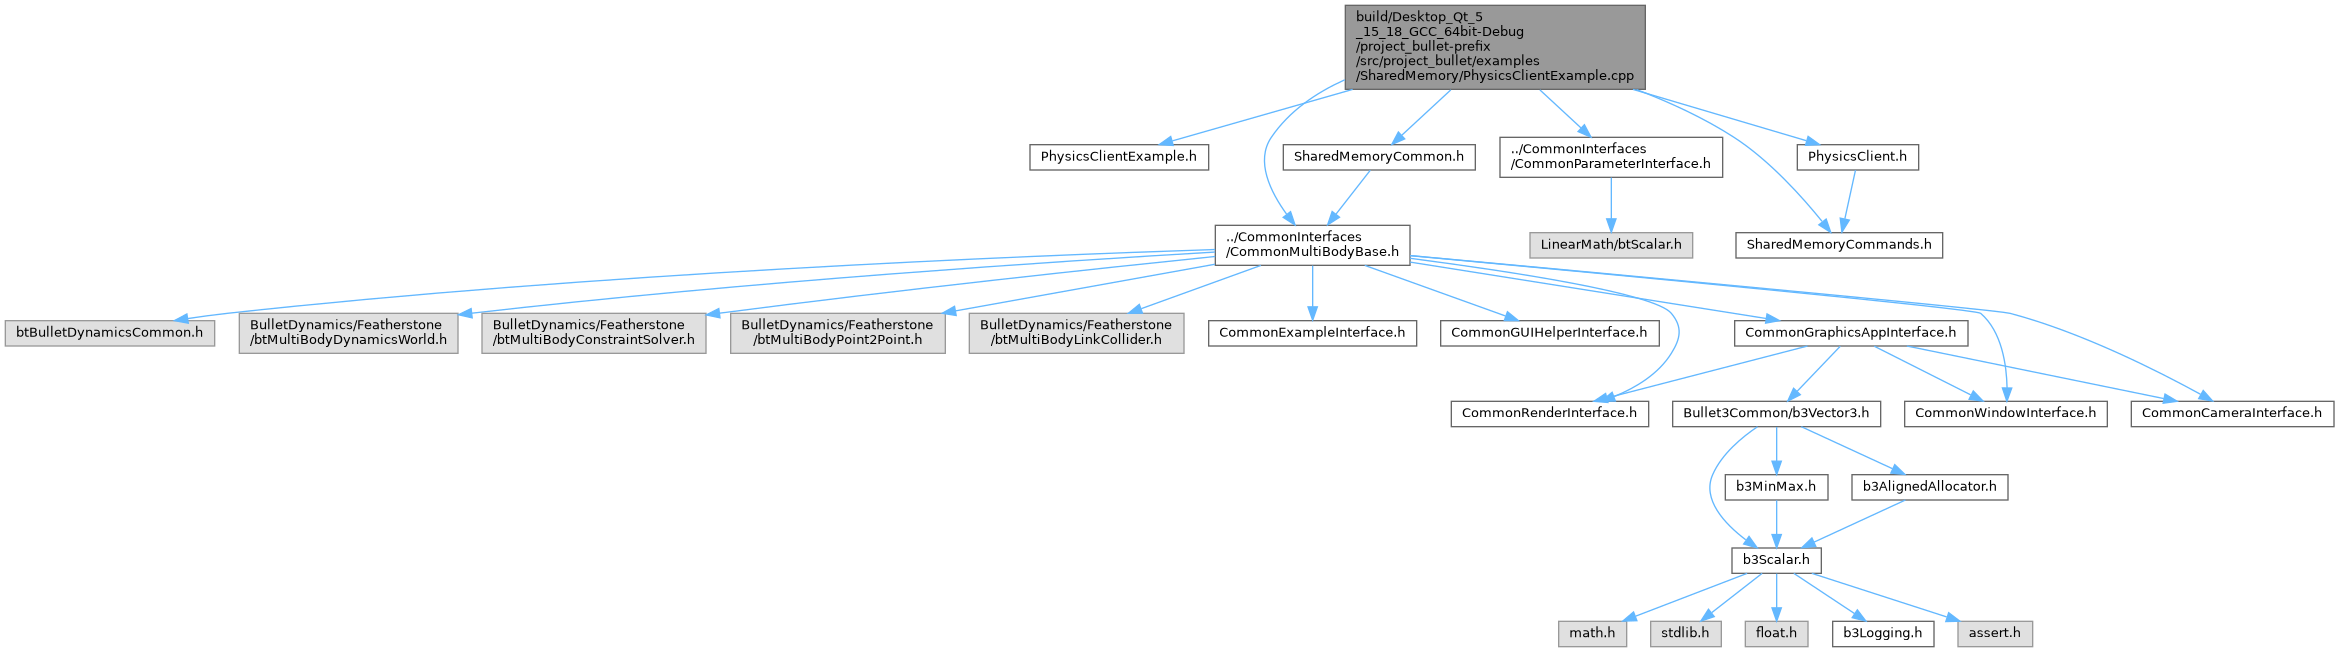 build/Desktop_Qt_5
_15_18_GCC_64bit-Debug
/project_bullet-prefix
/src/project_bullet/examples
/SharedMemory/PhysicsClientExample.cpp
PhysicsClientExample.h
SharedMemoryCommon.h
../CommonInterfaces
/CommonParameterInterface.h
PhysicsClient.h
../CommonInterfaces
/CommonMultiBodyBase.h
LinearMath/btScalar.h
SharedMemoryCommands.h
btBulletDynamicsCommon.h
BulletDynamics/Featherstone
/btMultiBodyDynamicsWorld.h
BulletDynamics/Featherstone
/btMultiBodyConstraintSolver.h
BulletDynamics/Featherstone
/btMultiBodyPoint2Point.h
BulletDynamics/Featherstone
/btMultiBodyLinkCollider.h
CommonExampleInterface.h
CommonGUIHelperInterface.h
CommonGraphicsAppInterface.h
CommonRenderInterface.h
Bullet3Common/b3Vector3.h
CommonWindowInterface.h
CommonCameraInterface.h
b3MinMax.h
b3AlignedAllocator.h
b3Scalar.h
math.h
stdlib.h
float.h
b3Logging.h
assert.h